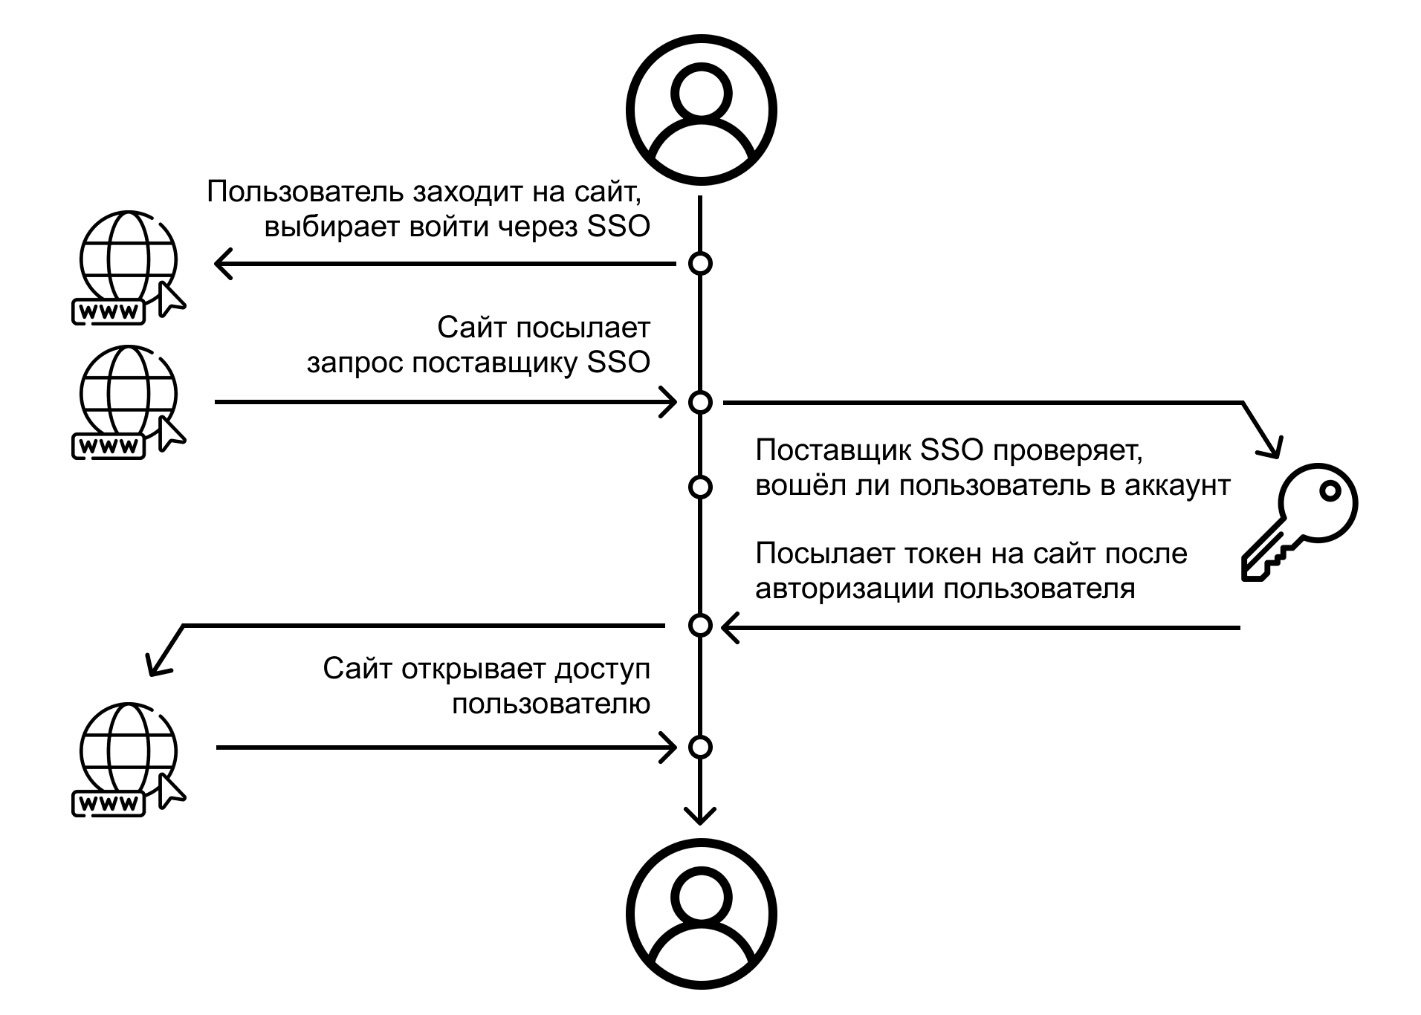 Пользователь заходит на сайт,
выбирает войти через SSO
www
Сайт посылает
запрос поставщику SSO
www
Поставщик SSO проверяет,
вошёл ли пользователь в аккаунт
Посылает токен на сайт после
авторизации пользователя
Сайт открывает доступ
пользователю
www